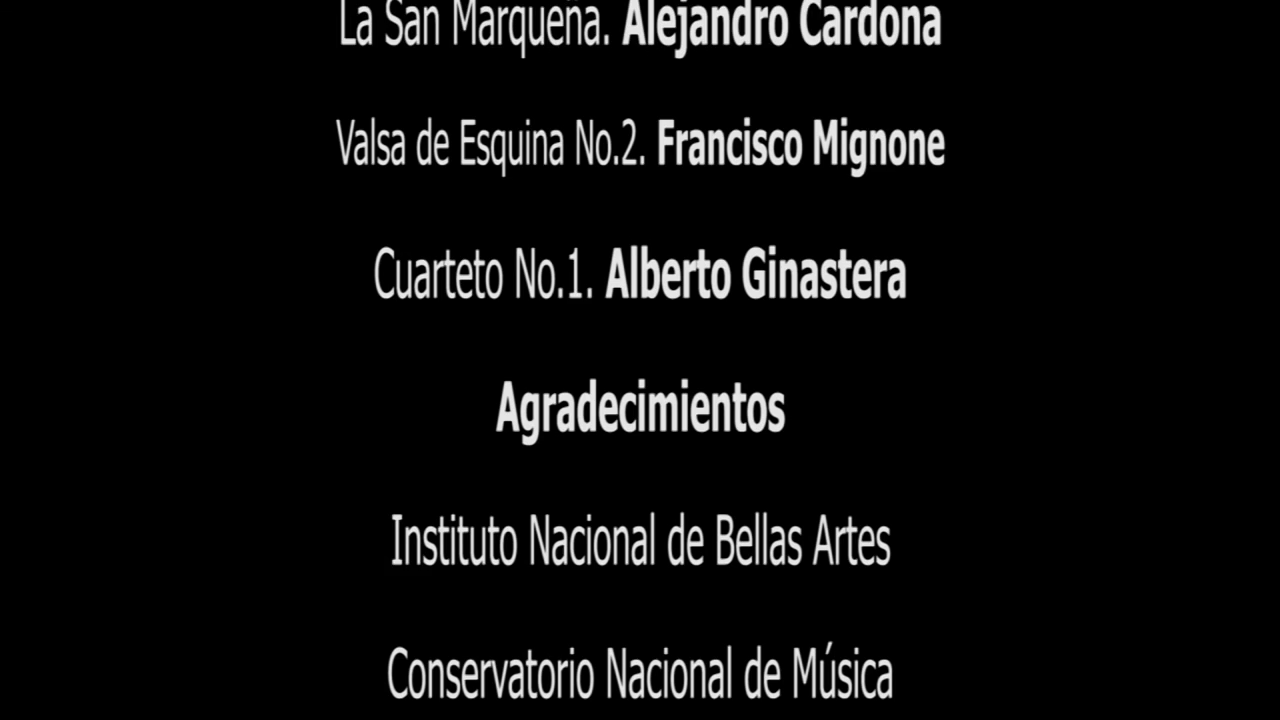 La San Marqueña. Alejandro Cardona
Valsa de Esquina No.2. Francisco Mignone
Cuarteto No.1. Alberto Ginastera
Agradecimientos
Instituto Nacional de Bellas Artes
Conservatorio Nacional de Música